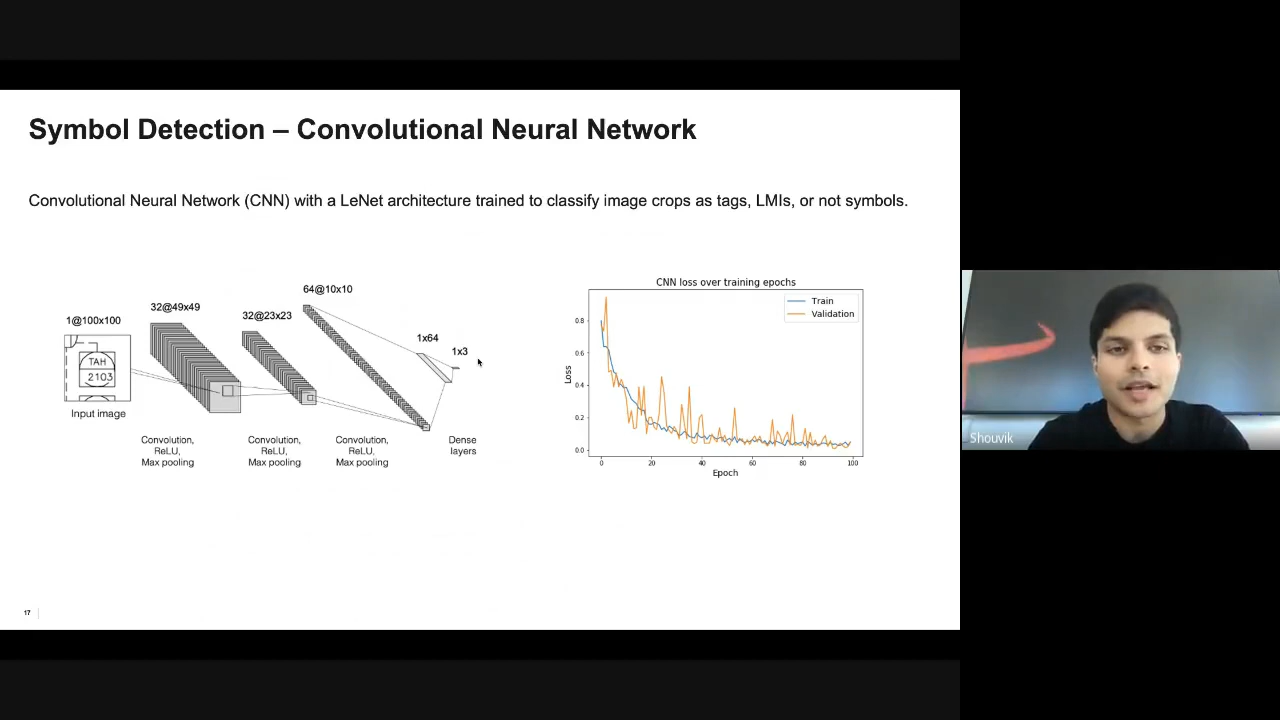 Symbol Detection – Convolutional Neural Network
Convolutional Neural Network (CNN) with a LeNet architecture trained to classify image crops as tags, LMIs, or not symbols.
1@100x100
32@49x49
32@23x23
64@10x10
1x64
1x3
TAH
2103
Input image
Convolution,
ReLU,
Max pooling
Convolution,
ReLU,
Max pooling
Convolution,
ReLU,
Max pooling
Dense
layers
CNN loss over training epochs
Train
Validation
Loss
0.8
0.6
0.4
0.2
0.0
0
20
40
60
80
100
Epoch
17
Shouvik